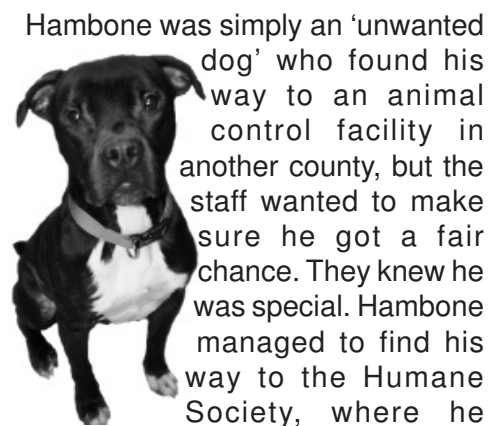 Hambone was simply an ‘unwanted
dog’ who found his
way to an animal
control facility in
another county, but the
staff wanted to make
sure he got a fair
chance. They knew he
was special. Hambone
managed to find his
way to the Humane
Society, where he